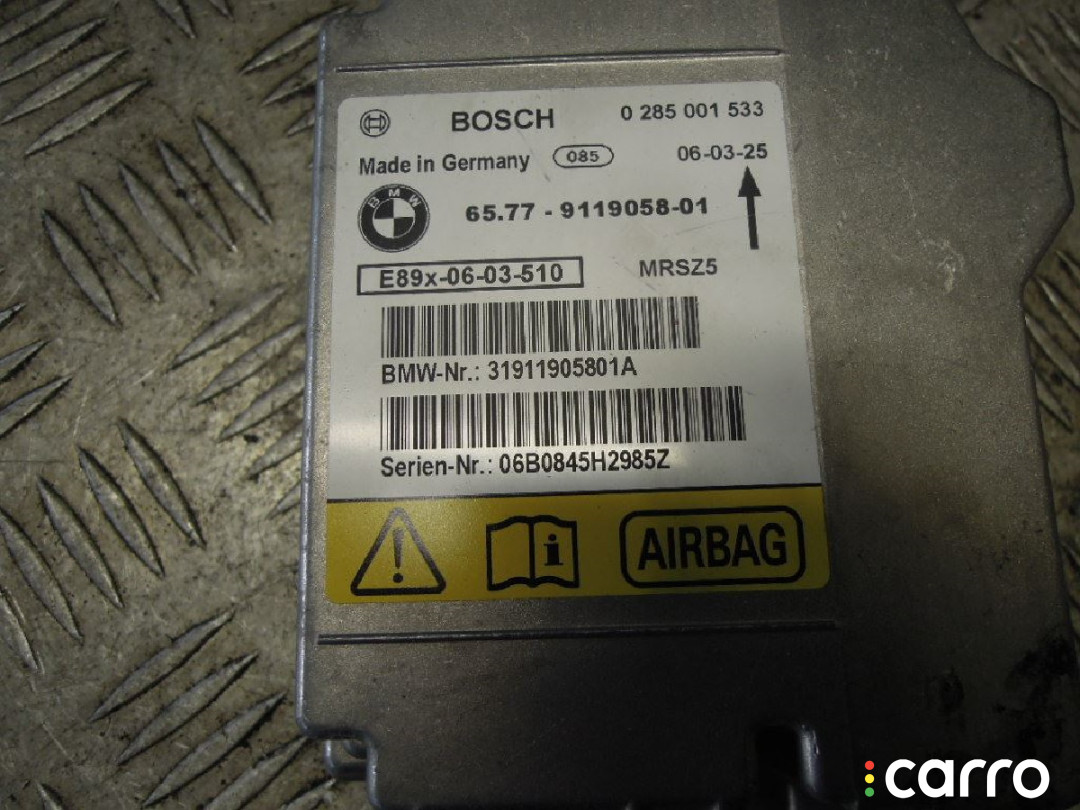 BOSCH 0 285 001 533
Made in Germany 085 06-03-25
BMW
65.77 - 9119058-01
E89x-06-03-510 MRSZ5
BMW-Nr.: 31911905801A
Serien-Nr.: 06B0845H2985Z
AIRBAG
carro